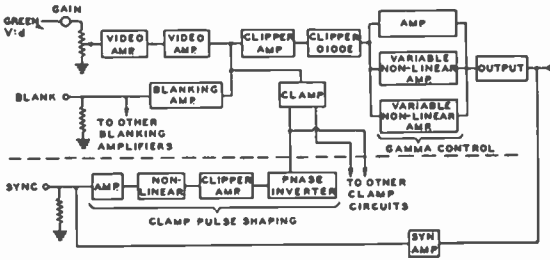 GAIN
GREEN
V:d
VIDEO
AMP.
VIDEO
AMP.
CLIPPER
AMP
CLIPPER
DIODE
AMP
VARIABLE
NON-LINEAR
AMP.
VARIABLE
NON-LINEAR
AMP.
GAMMA CONTROL
OUTPUT
BLANK
BLANKING
AMP.
CLAMP
TO OTHER
BLANKING
AMPLIFIERS
SYNC
AMP.
NON-
LINEAR
CLIPPER
AMP.
PHASE
INVERTER
CLAMP PULSE SHAPING
TO OTHER
CLAMP
CIRCUITS
SYN
AMP